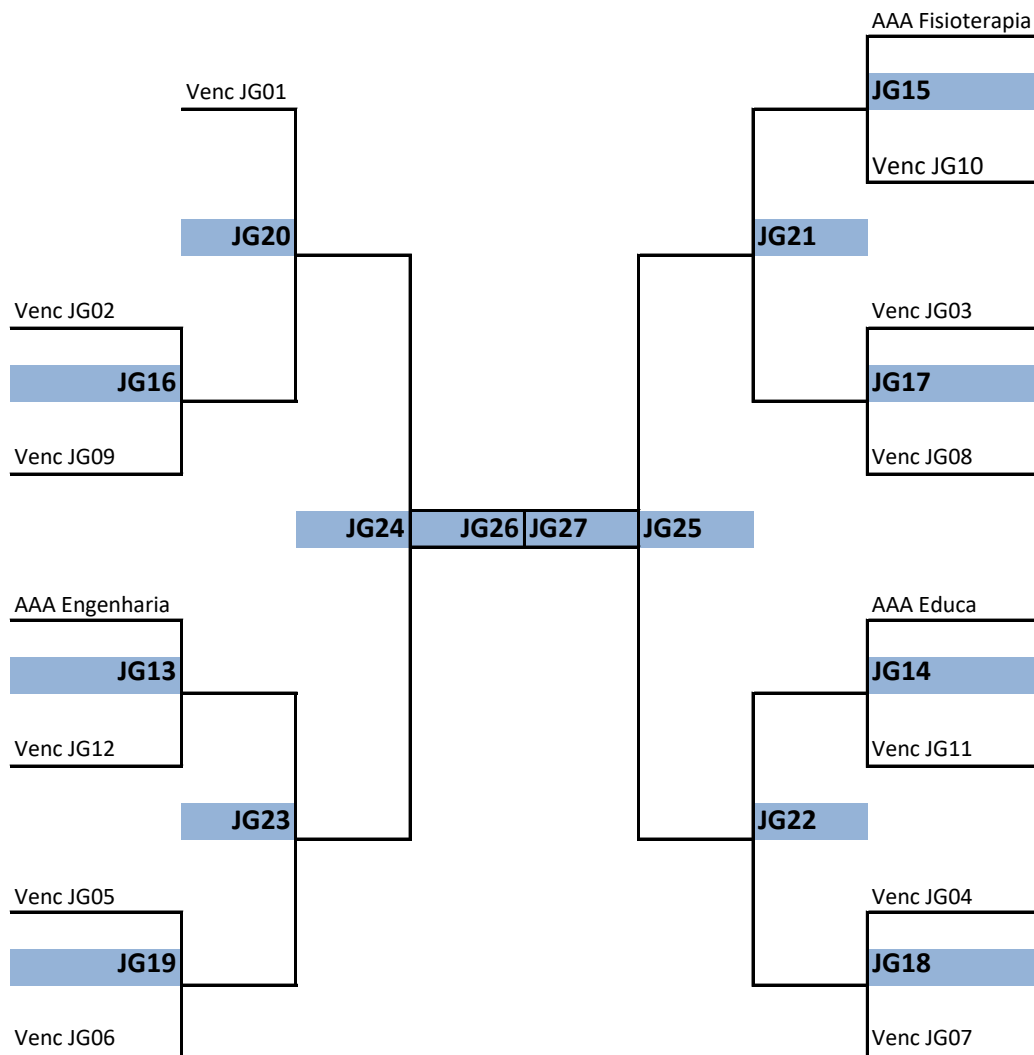 AAA Fisioterapia
Venc JG01
JG15
Venc JG10
JG20
JG21
Venc JG02
Venc JG03
JG16
JG17
Venc JG09
Venc JG08
JG24
JG26
JG27
JG25
AAA Engenharia
AAA Educa
JG13
JG14
Venc JG12
Venc JG11
JG23
JG22
Venc JG05
Venc JG04
JG19
JG18
Venc JG06
Venc JG07